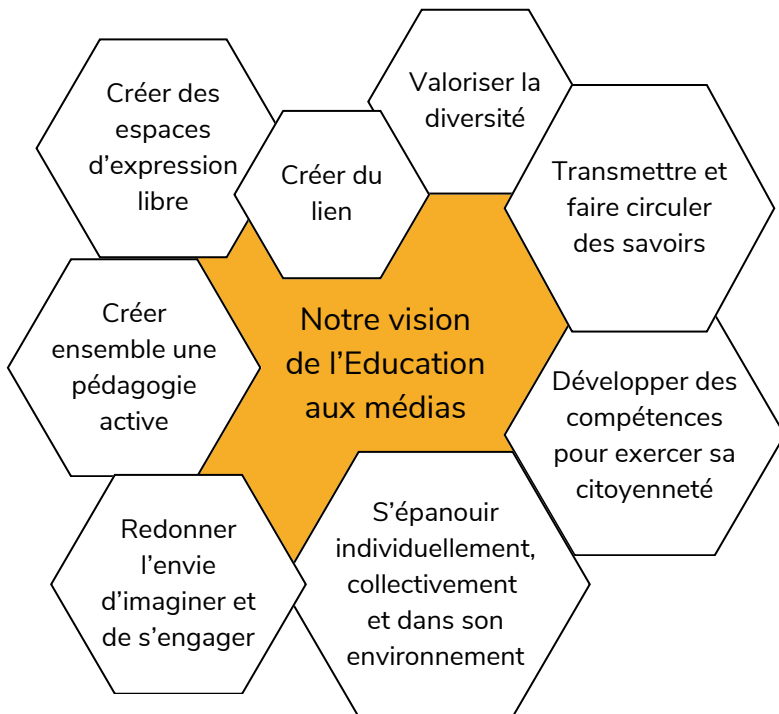 Créer des
espaces
d'expression
libre
Créer du
lien
Valoriser la
diversité
Transmettre et
faire circuler
des savoirs
Créer
ensemble une
pédagogie
active
Notre vision
de l'Education
aux médias
Développer des
compétences
pour exercer sa
citoyenneté
Redonner
l'envie
d'imaginer et
de s'engager
S'épanouir
individuellement,
collectivement
et dans son
environnement